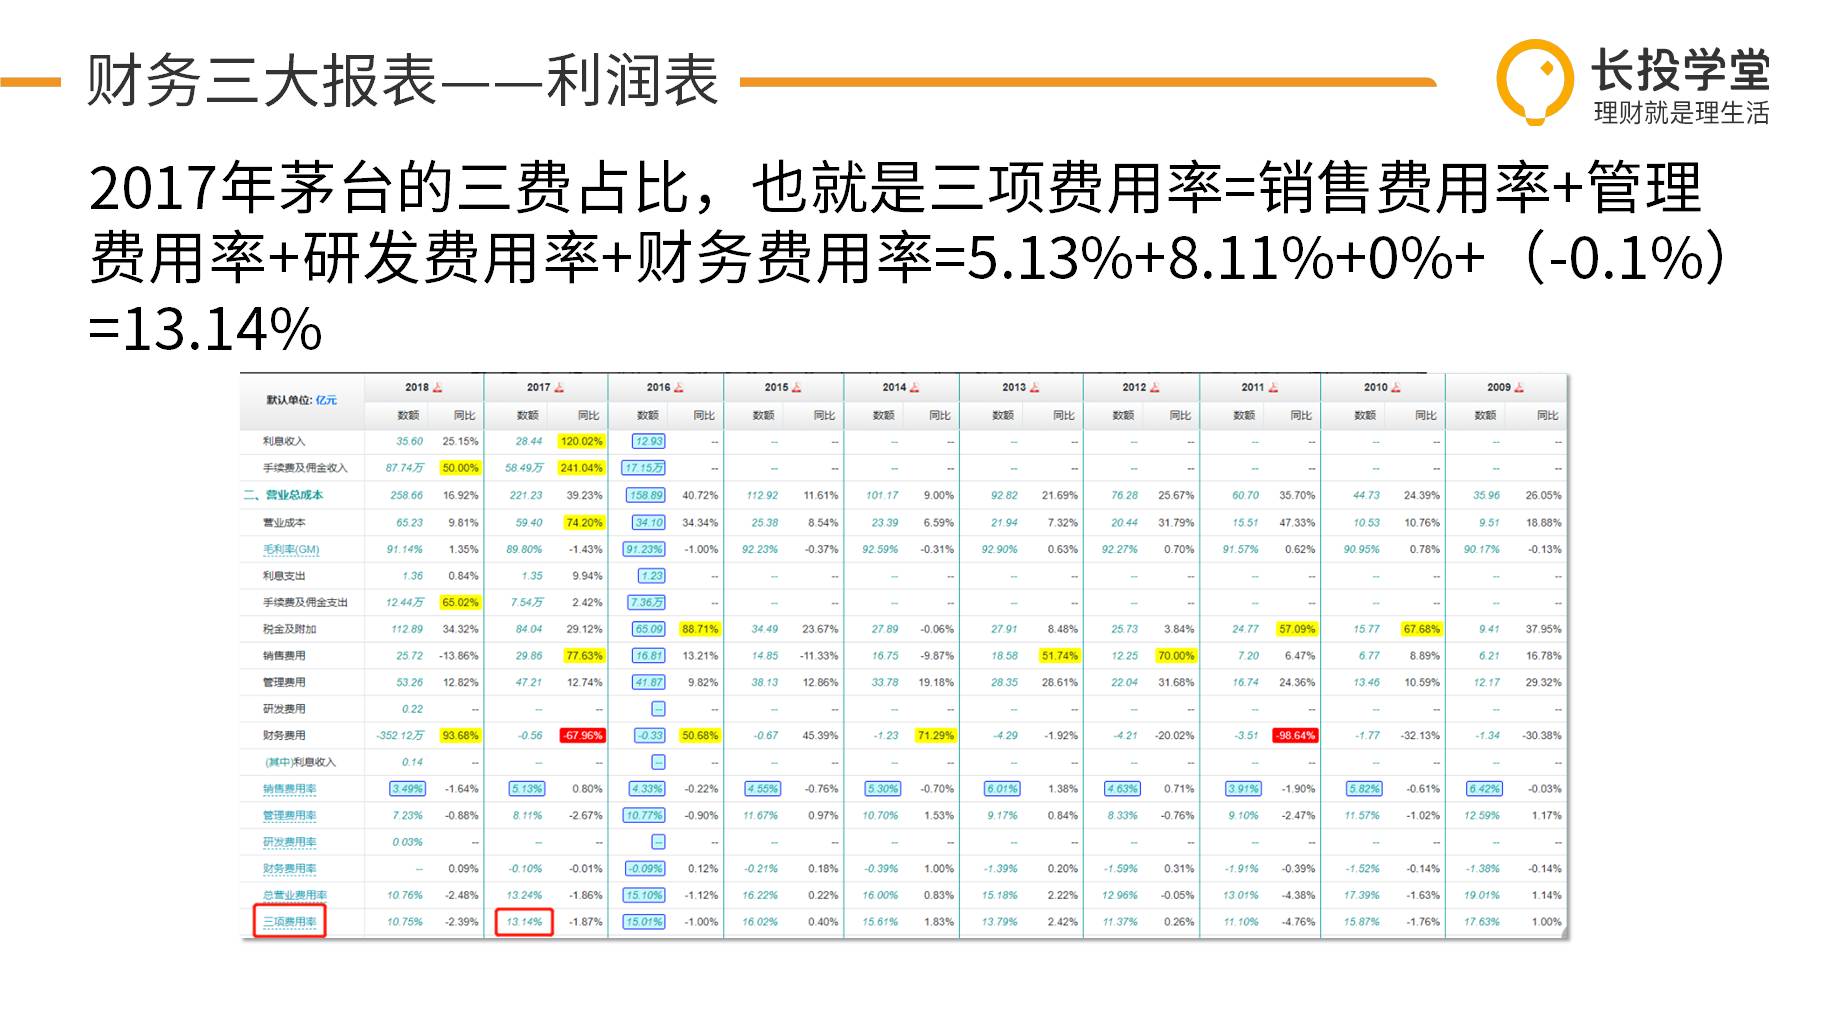 财务三大报表——利润表
长投学堂
理财就是理生活
2017年茅台的三费占比，也就是三项费用率=销售费用率+管理
费用率+研发费用率+财务费用率=5.13%+8.11%+0%+（-0.1%）
=13.14%
默认单位: 亿元 2018 2017 2016 2015 2014 2013 2012 2011 2010 2009
数额 同比 数额 同比 数额 同比 数额 同比 数额 同比 数额 同比 数额 同比 数额 同比 数额 同比 数额 同比
利息收入 35.60 25.15% 28.44 120.02% 12.93 -- -- -- -- -- -- -- -- -- -- -- -- -- -- --
手续费及佣金收入 87.74万 50.00% 58.49万 241.04% 17.15万 -- -- -- -- -- -- -- -- -- -- -- -- -- -- --
二、营业总成本 258.66 16.92% 221.23 39.23% 158.89 40.72% 112.92 11.61% 101.17 9.00% 92.82 21.69% 76.28 25.67% 60.70 35.70% 44.73 24.39% 35.96 26.05%
营业成本 65.23 9.81% 59.40 74.20% 34.10 34.34% 25.38 8.54% 23.39 6.59% 21.94 7.32% 20.44 31.79% 15.51 47.33% 10.53 10.76% 9.51 18.88%
毛利率(GM) 91.14% 1.35% 89.80% -1.43% 91.23% -1.00% 92.23% -0.37% 92.59% -0.31% 92.90% 0.63% 92.27% 0.70% 91.57% 0.62% 90.95% 0.78% 90.17% -0.13%
利息支出 1.36 0.84% 1.35 9.94% 1.23 -- -- -- -- -- -- -- -- -- -- -- -- -- -- --
手续费及佣金支出 12.44万 65.02% 7.54万 2.42% 7.36万 -- -- -- -- -- -- -- -- -- -- -- -- -- -- --
税金及附加 112.89 34.32% 84.04 29.12% 65.09 88.71% 34.49 23.67% 27.89 -0.06% 27.91 8.48% 25.73 3.84% 24.77 57.09% 15.77 67.68% 9.41 37.95%
销售费用 25.72 -13.86% 29.86 77.63% 16.81 13.21% 14.85 -11.33% 16.75 -9.87% 18.58 51.74% 12.25 70.00% 7.20 6.47% 6.77 8.89% 6.21 16.78%
管理费用 53.26 12.82% 47.21 12.74% 41.87 9.82% 38.13 12.86% 33.78 19.18% 28.35 28.61% 22.04 31.68% 16.74 24.36% 13.46 10.59% 12.17 29.32%
研发费用 0.22 -- -- -- -- -- -- -- -- -- -- -- -- -- -- -- -- -- -- --
财务费用 -352.12万 93.68% -0.56 -67.96% -0.33 50.68% -0.67 45.39% -1.23 71.29% -4.29 -1.92% -4.21 -20.02% -3.51 -98.64% -1.77 -32.13% -1.34 -30.38%
(其中)利息收入 0.14 -- -- -- -- -- -- -- -- -- -- -- -- -- -- -- -- -- -- --
销售费用率 3.49% -1.64% 5.13% 0.80% 4.33% -0.22% 4.55% -0.76% 5.30% -0.70% 6.01% 1.38% 4.63% 0.71% 3.91% -1.90% 5.82% -0.61% 6.42% -0.03%
管理费用率 7.23% -0.88% 8.11% -2.67% 10.77% -0.90% 11.67% 0.97% 10.70% 1.53% 9.17% 0.84% 8.33% -0.76% 9.10% -2.47% 11.57% -1.02% 12.59% 1.17%
研发费用率 0.03% -- -- -- -- -- -- -- -- -- -- -- -- -- -- -- -- -- -- --
财务费用率 -- 0.09% -0.10% -0.01% -0.09% 0.12% -0.21% 0.18% -0.39% 1.00% -1.39% 0.20% -1.59% 0.31% -1.91% -0.39% -1.52% -0.14% -1.38% -0.14%
总营业费用率 10.76% -2.48% 13.24% -1.86% 15.10% -1.12% 16.22% 0.22% 16.00% 0.83% 15.18% 2.22% 12.96% -0.05% 13.01% -4.38% 17.39% -1.63% 19.01% 1.14%
三项费用率 10.75% -2.39% 13.14% -1.87% 15.01% -1.00% 16.02% 0.40% 15.61% 1.83% 13.79% 2.42% 11.37% 0.26% 11.10% -4.76% 15.87% -1.76% 17.63% 1.00%